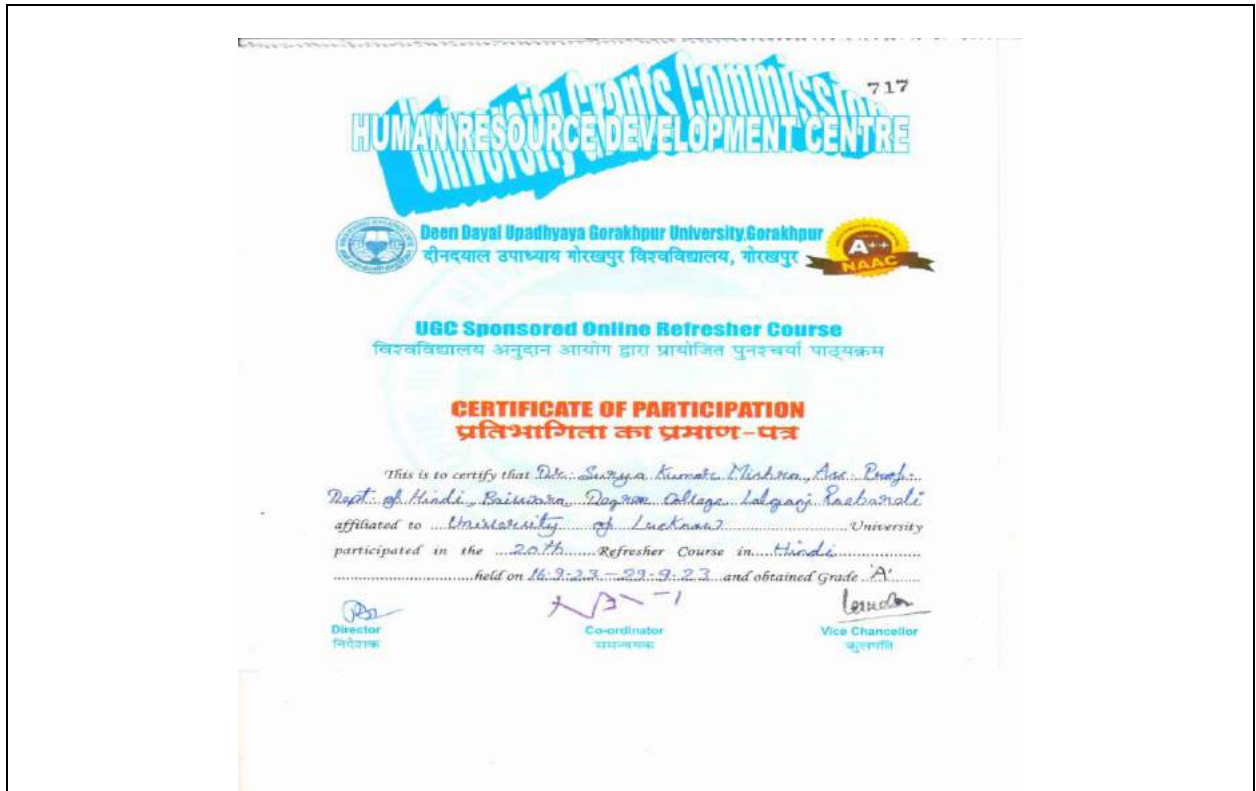 717
University Grants Commission
HUMAN RESOURCE DEVELOPMENT CENTRE
Deen Dayal Upadhyaya Gorakhpur University,Gorakhpur
दीनदयाल उपाध्याय गोरखपुर विश्वविद्यालय, गोरखपुर
A++
NAAC
UGC Sponsored Online Refresher Course
विश्वविद्यालय अनुदान आयोग द्वारा प्रायोजित पुनश्चर्या पाठ्यक्रम
CERTIFICATE OF PARTICIPATION
प्रतिभागिता का प्रमाण-पत्र
This is to certify that Dr. Surya Kumar Mishra, Ass. Prof.
Dept. of Hindi, Baiswara Degree College Lalganj Raebareli
affiliated to University of Lucknow University
participated in the 20th Refresher Course in Hindi
held on 16-9-23 - 29-9-23 and obtained Grade 'A'
Director Co-ordinator Vice Chancellor
निदेशक समन्वयक कुलपति